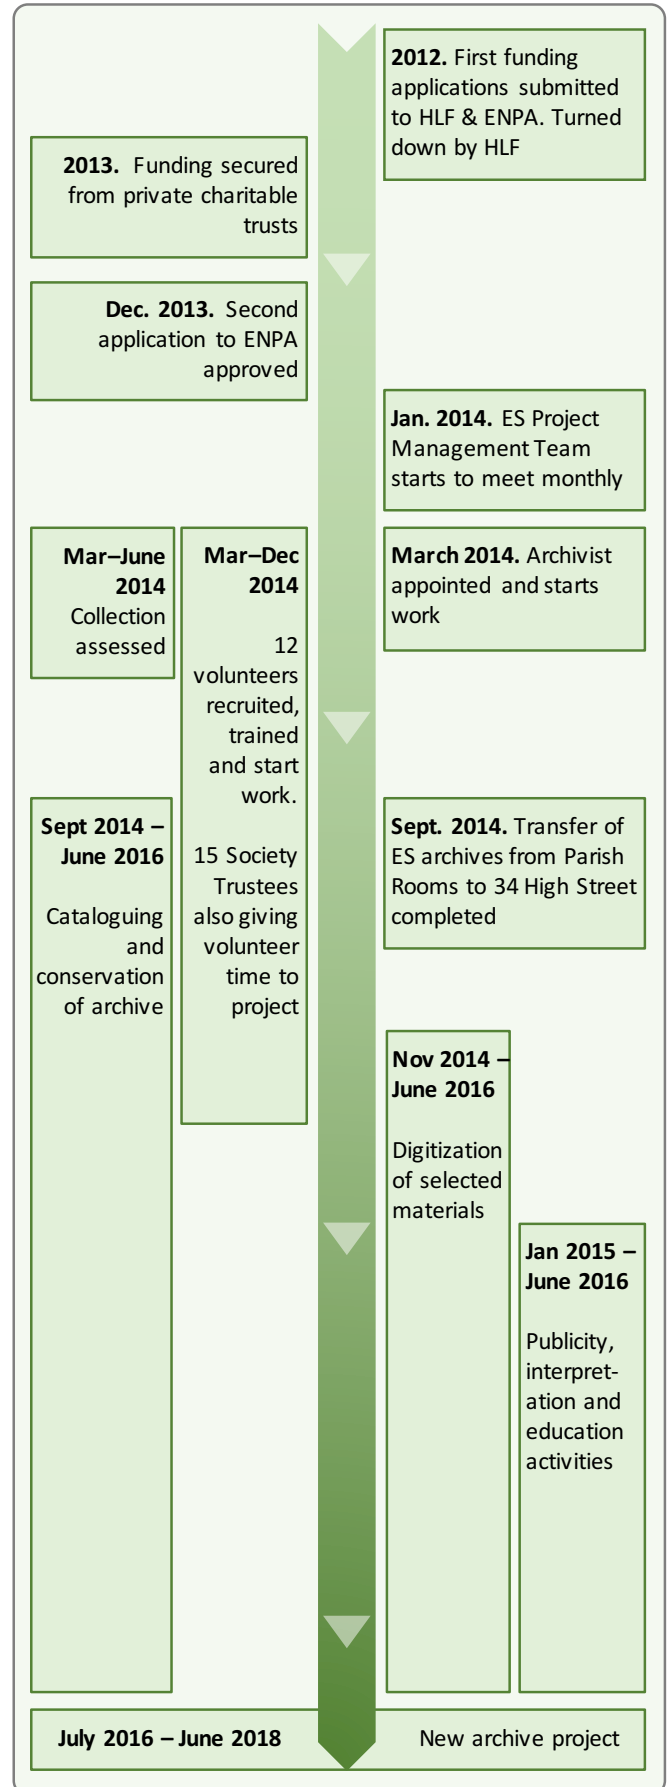 2012. First funding
applications submitted
to HLF & ENPA. Turned
down by HLF
2013. Funding secured
from private charitable
trusts
Dec. 2013. Second
application to ENPA
approved
Jan. 2014. ES Project
Management Team
starts to meet monthly
Mar–June
2014
Collection
assessed
Mar–Dec
2014
12
volunteers
recruited,
trained
and start
work.
15 Society
Trustees
also giving
volunteer
time to
project
March 2014. Archivist
appointed and starts
work
Sept 2014 –
June 2016
Cataloguing
and
conservation
of archive
Sept. 2014. Transfer of
ES archives from Parish
Rooms to 34 High Street
completed
Nov 2014 –
June 2016
Digitization
of selected
materials
Jan 2015 –
June 2016
Publicity,
interpret-
ation and
education
activities
July 2016 – June 2018 New archive project